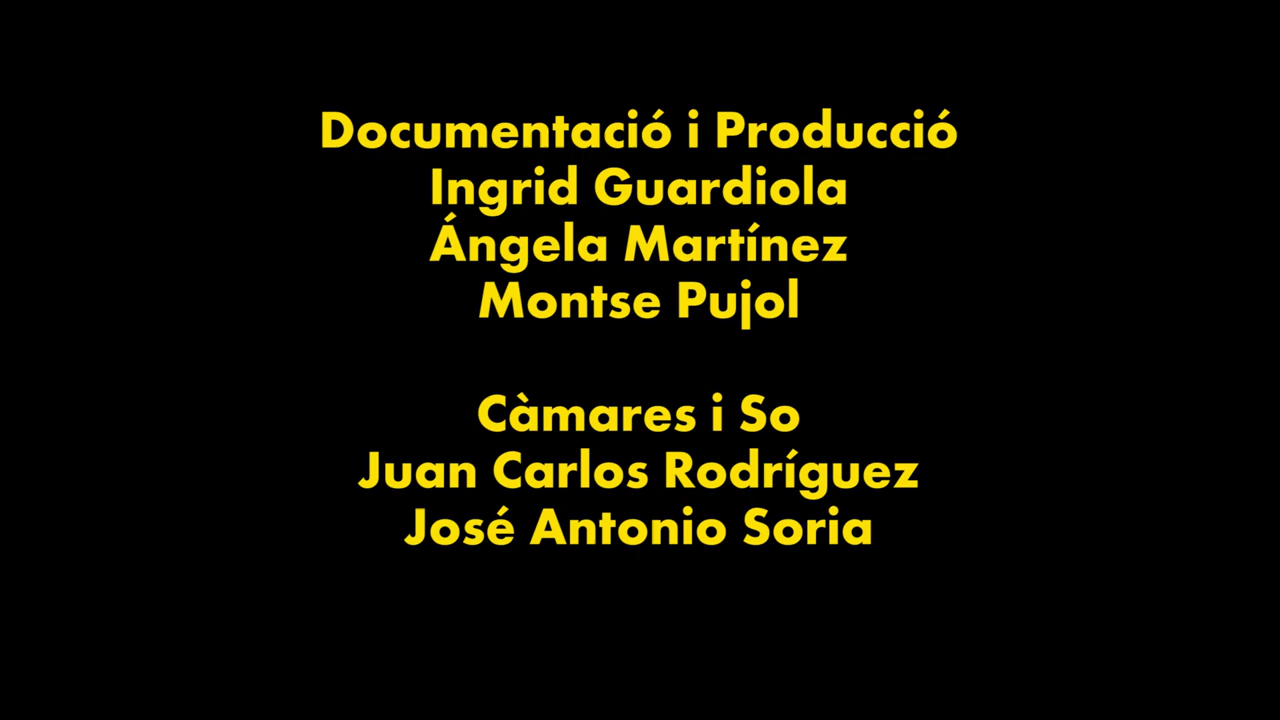 Documentació i Producció
Ingrid Guardiola
Ángela Martínez
Montse Pujol
Càmares i So
Juan Carlos Rodríguez
José Antonio Soria